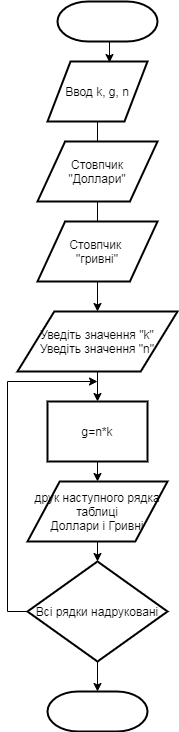 Ввод k, g, n
Стовпчик
"Доллари"
Стовпчик
"гривні"
Уведіть значення "k"
Уведіть значення "n"
g=n*k
друк наступного рядка
таблиці
Доллари і Гривні
Всі рядки надруковані